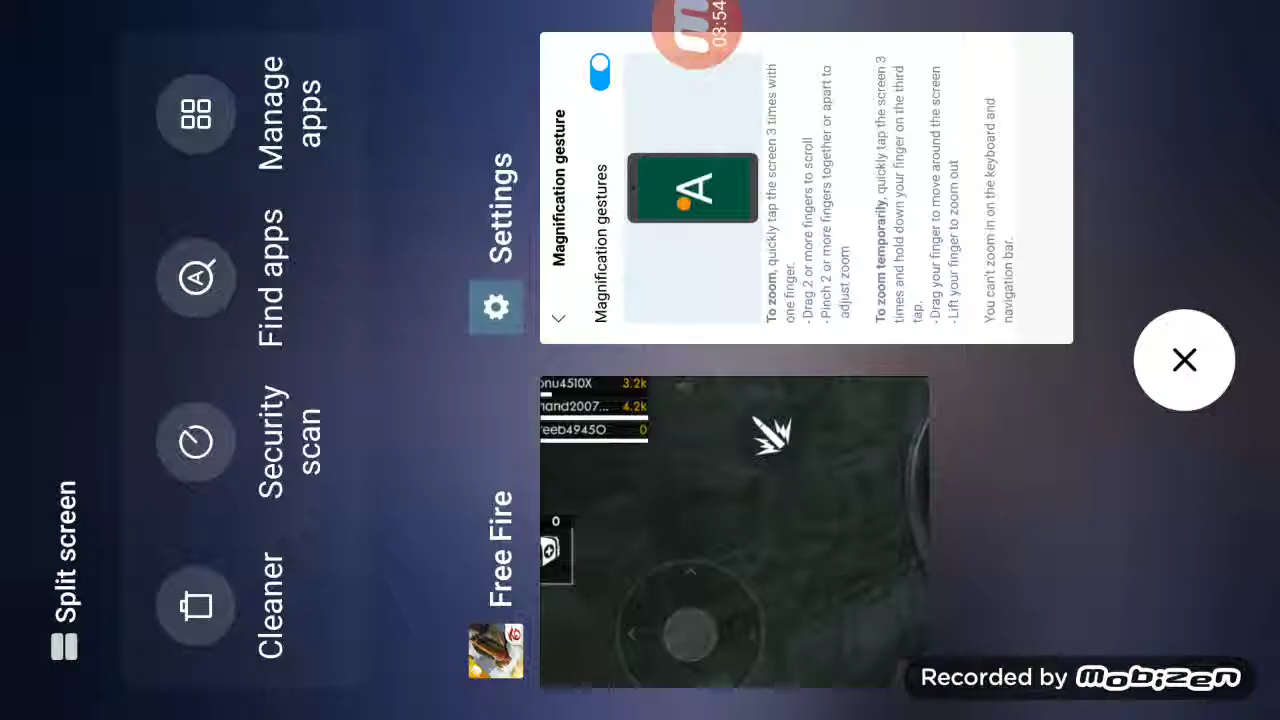 Split screen
Cleaner
Security
scan
Find apps
Manage
apps
Free Fire
Settings
onu4510X 3.2k
hand2007... 4.2k
reeb4945O 0
0
Magnification gesture
Magnification gestures
A
To zoom, quickly tap the screen 3 times with
one finger.
- Drag 2 or more fingers to scroll
- Pinch 2 or more fingers together or apart to
adjust zoom
To zoom temporarily, quickly tap the screen 3
times and hold down your finger on the third
tap.
- Drag your finger to move around the screen
- Lift your finger to zoom out
You can't zoom in on the keyboard and
navigation bar.
03:54
Recorded by mobizen